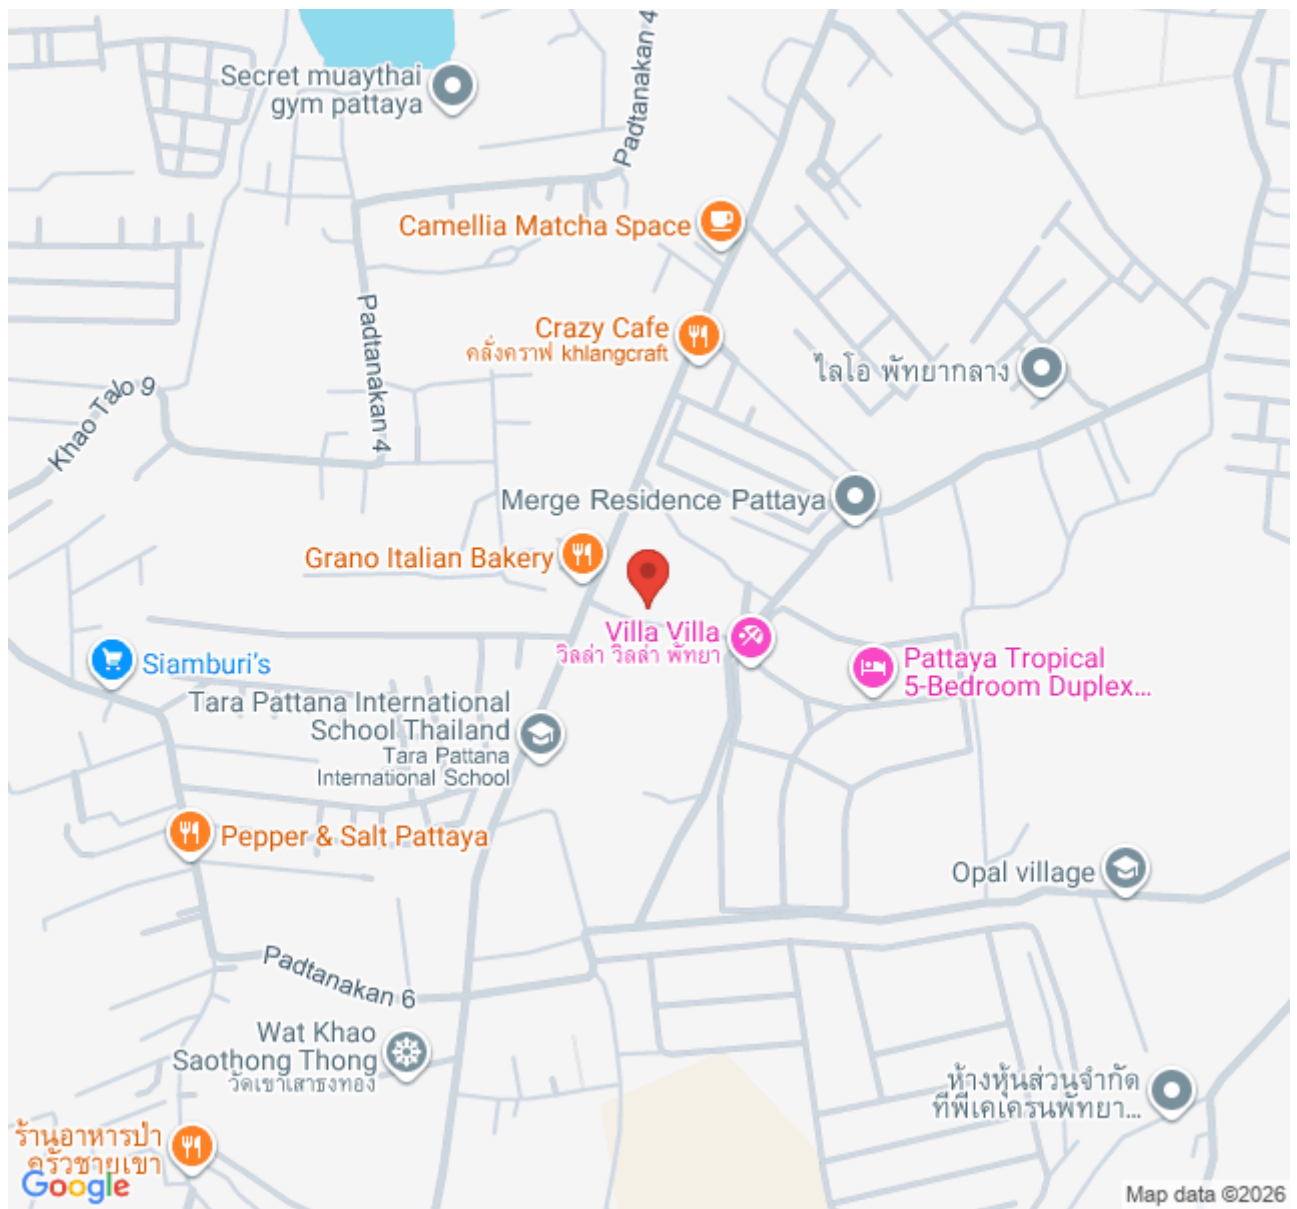 Secret muaythai
gym pattaya
Padtanakan 4
Camellia Matcha Space
Crazy Cafe
คลั่งคราฟ khlangcraft
Padtanakan 4
ไลโอ พัทยากลาง
Khao Talo 9
Merge Residence Pattaya
Grano Italian Bakery
Villa Villa
วิลล่า วิลล่า พัทยา
Siamburi's
Pattaya Tropical
5-Bedroom Duplex...
Tara Pattana International
School Thailand
Tara Pattana
International School
Pepper & Salt Pattaya
Opal village
Padtanakan 6
Wat Khao
Saothong Thong
วัดเขาเสาธงทอง
ห้างหุ้นส่วนจำกัด
ทีพีเคเครนพัทยา...
ร้านอาหารป่า
ครัวชายเขา
Google
Map data ©2026